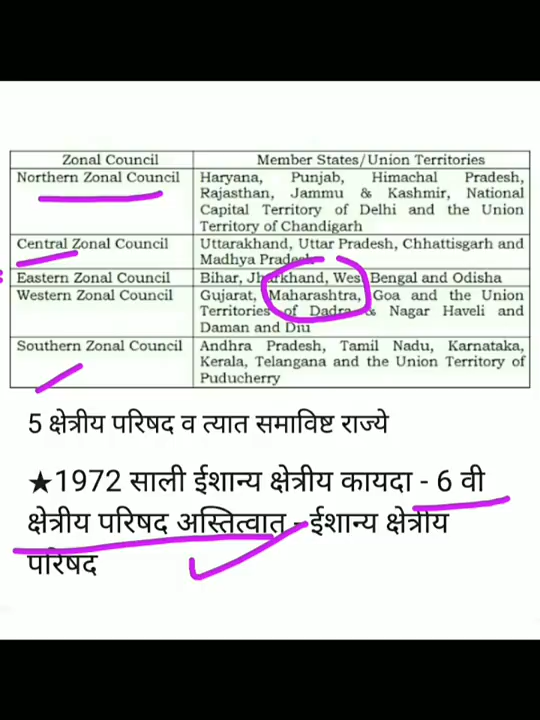 Zonal Council Member States/Union Territories
Northern Zonal Council Haryana, Punjab, Himachal Pradesh,
Rajasthan, Jammu & Kashmir, National
Capital Territory of Delhi and the Union
Territory of Chandigarh
Central Zonal Council Uttarakhand, Uttar Pradesh, Chhattisgarh and
Madhya Pradesh
Eastern Zonal Council Bihar, Jharkhand, West Bengal and Odisha
Western Zonal Council Gujarat, Maharashtra, Goa and the Union
Territories of Dadra & Nagar Haveli and
Daman and Diu
Southern Zonal Council Andhra Pradesh, Tamil Nadu, Karnataka,
Kerala, Telangana and the Union Territory of
Puducherry
5 क्षेत्रीय परिषद व त्यात समाविष्ट राज्ये
★1972 साली ईशान्य क्षेत्रीय कायदा - 6 वी
क्षेत्रीय परिषद अस्तित्वात - ईशान्य क्षेत्रीय
परिषद